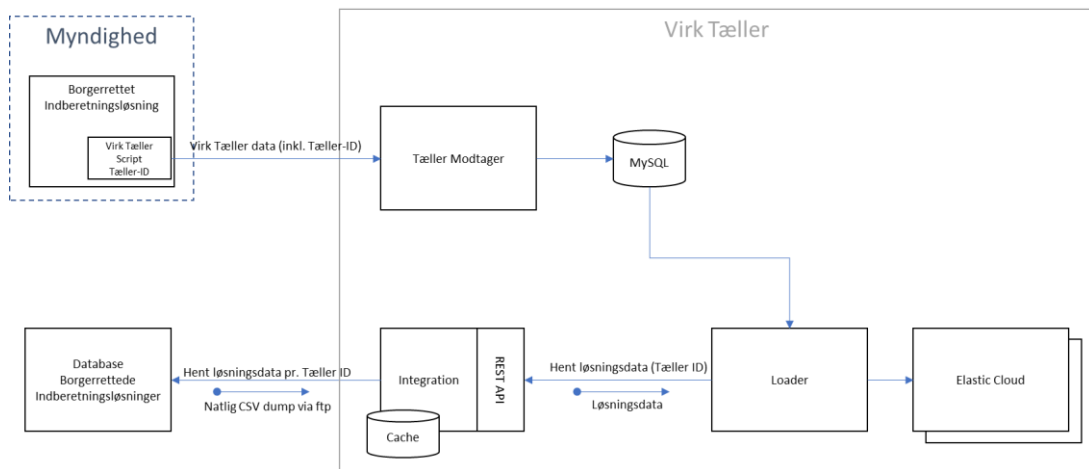 Myndighed
Virk Tæller
Borgerrettet
Indberetningsløsning
Virk Tæller
Script
Tæller-ID
Virk Tæller data (inkl. Tæller-ID)
Tæller Modtager
MySQL
Database
Borgerrettede
Indberetningsløsninger
Hent løsningsdata pr. Tæller ID
Natlig CSV dump via ftp
Integration
REST API
Cache
Hent løsningsdata (Tæller ID)
Løsningsdata
Loader
Elastic Cloud